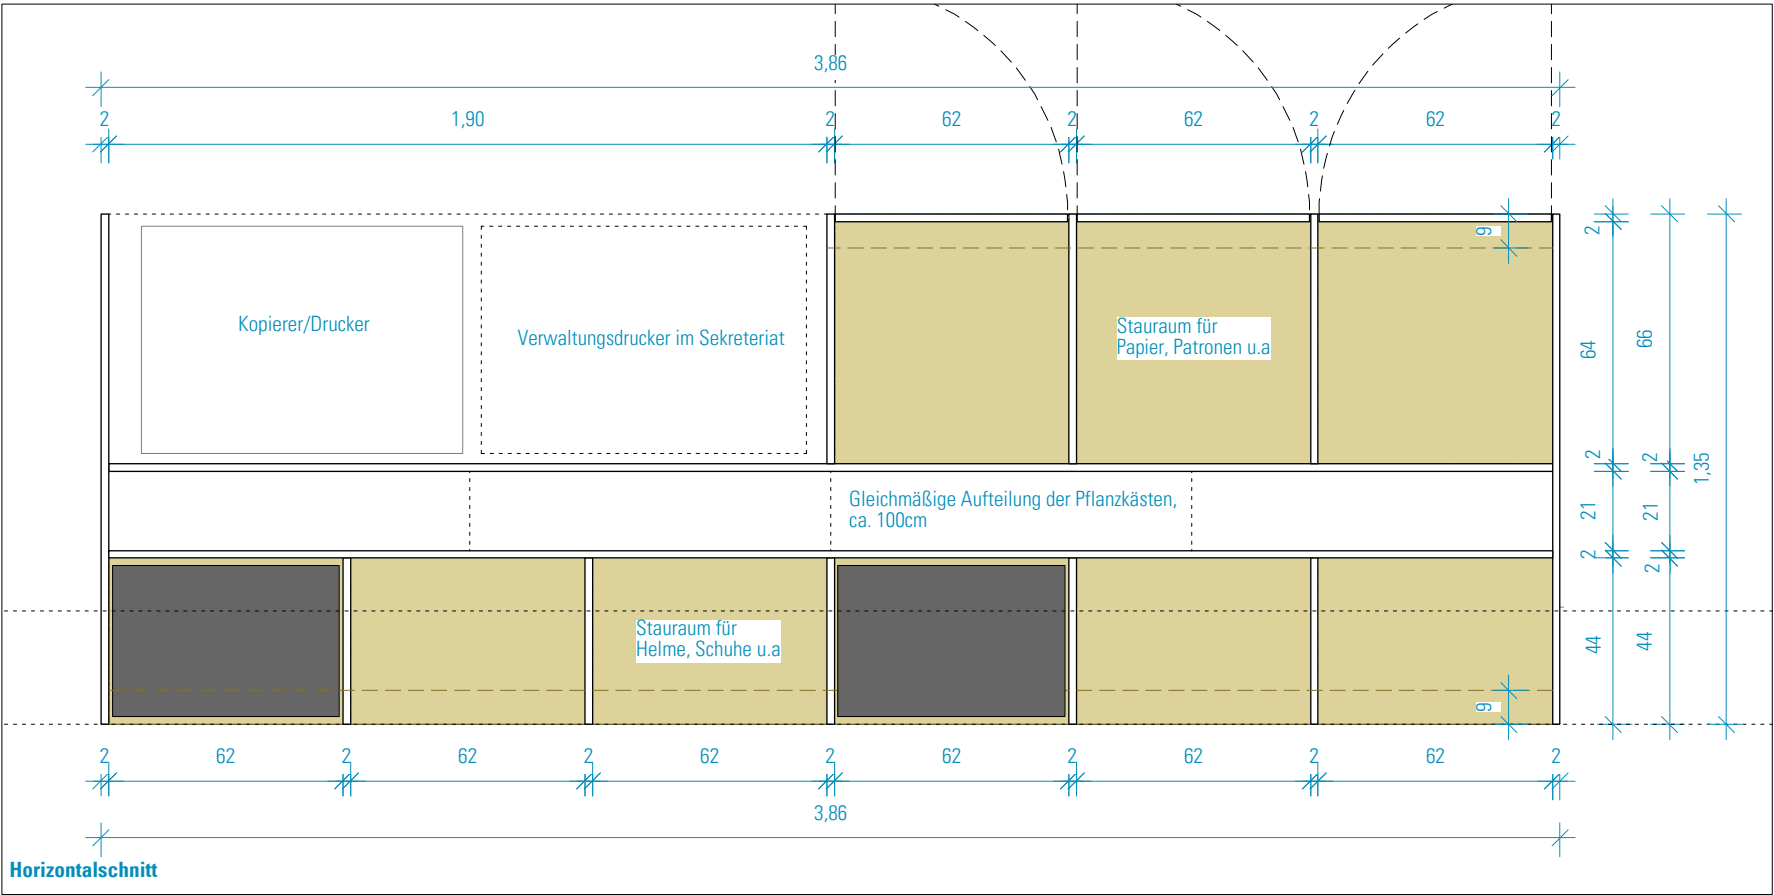 3,86
2 1,90 2 62 2 62 2 62 2
9
2
Kopierer/Drucker
Verwaltungsdrucker im Sekreteriat
Stauraum für
Papier, Patronen u.a
64 66
2 2
1,35
Gleichmäßige Aufteilung der Pflanzkästen,
ca. 100cm
21 21
2 2
Stauraum für
Helme, Schuhe u.a
44 44
9
2 62 2 62 2 62 2 62 2 62 2 62 2
3,86
Horizontalschnitt